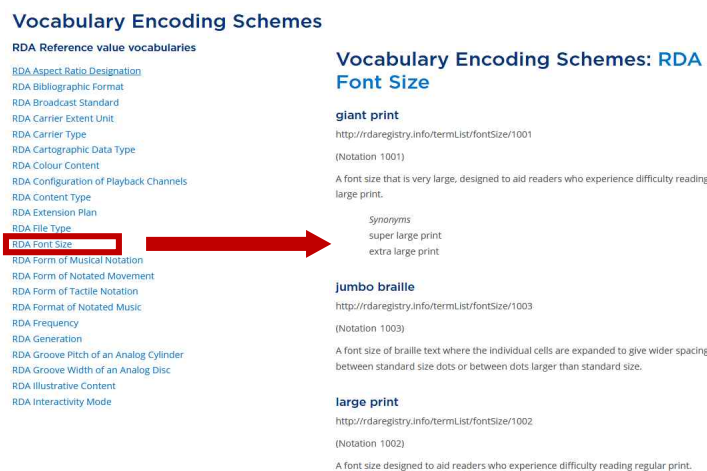 Vocabulary Encoding Schemes
RDA Reference value vocabularies
RDA Aspect Ratio Designation
RDA Bibliographic Format
RDA Broadcast Standard
RDA Carrier Extent Unit
RDA Carrier Type
RDA Cartographic Data Type
RDA Colour Content
RDA Configuration of Playback Channels
RDA Content Type
RDA Extension Plan
RDA File Type
RDA Font Size
RDA Form of Musical Notation
RDA Form of Notated Movement
RDA Form of Tactile Notation
RDA Format of Notated Music
RDA Frequency
RDA Generation
RDA Groove Pitch of an Analog Cylinder
RDA Groove Width of an Analog Disc
RDA Illustrative Content
RDA Interactivity Mode
Vocabulary Encoding Schemes: RDA
Font Size
giant print
http://rdaregistry.info/termList/fontSize/1001
(Notation 1001)
A font size that is very large, designed to aid readers who experience difficulty reading
large print.
Synonyms
super large print
extra large print
jumbo braille
http://rdaregistry.info/termList/fontSize/1003
(Notation 1003)
A font size of braille text where the individual cells are expanded to give wider spacing
between standard size dots or between dots larger than standard size.
large print
http://rdaregistry.info/termList/fontSize/1002
(Notation 1002)
A font size designed to aid readers who experience difficulty reading regular print.